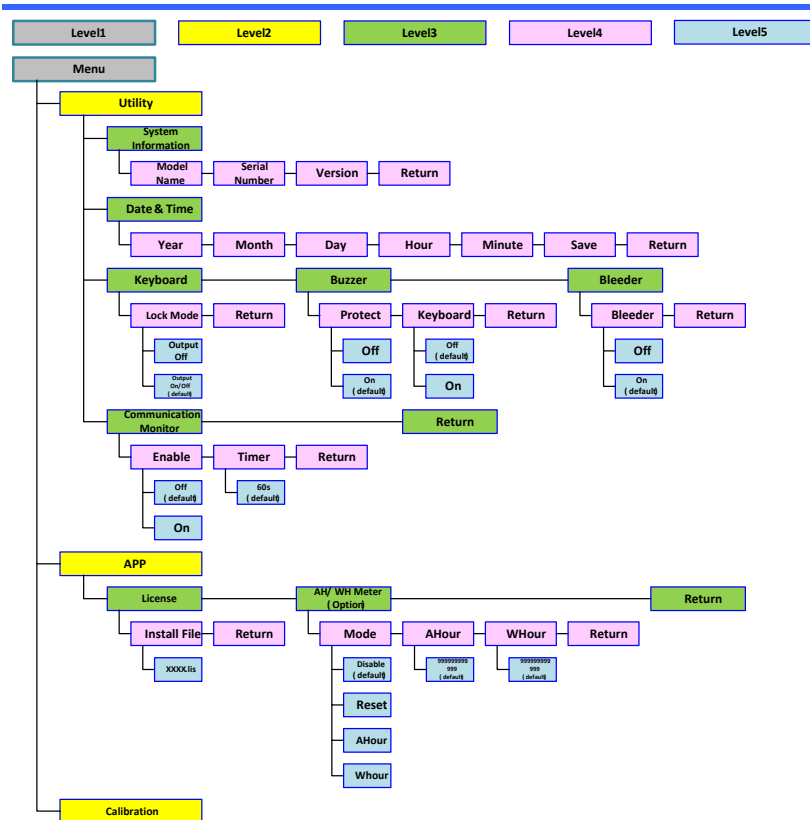 Level1
Level2
Level3
Level4
Level5
Menu
Utility
System
Information
Model
Name
Serial
Number
Version
Return
Date & Time
Year
Month
Day
Hour
Minute
Save
Return
Keyboard
Buzzer
Bleeder
Lock Mode
Return
Protect
Keyboard
Return
Bleeder
Return
Output
Off
Off
Off
( default)
Off
Output
On/Off
( default)
On
( default)
On
On
( default)
Communication
Monitor
Return
Enable
Timer
Return
Off
( default)
60s
( default)
On
APP
License
AH/ WH Meter
( Option)
Return
Install File
Return
Mode
AHour
WHour
Return
XXXX.lis
Disable
( default)
999999999
999
( default)
999999999
999
( default)
Reset
AHour
Whour
Calibration